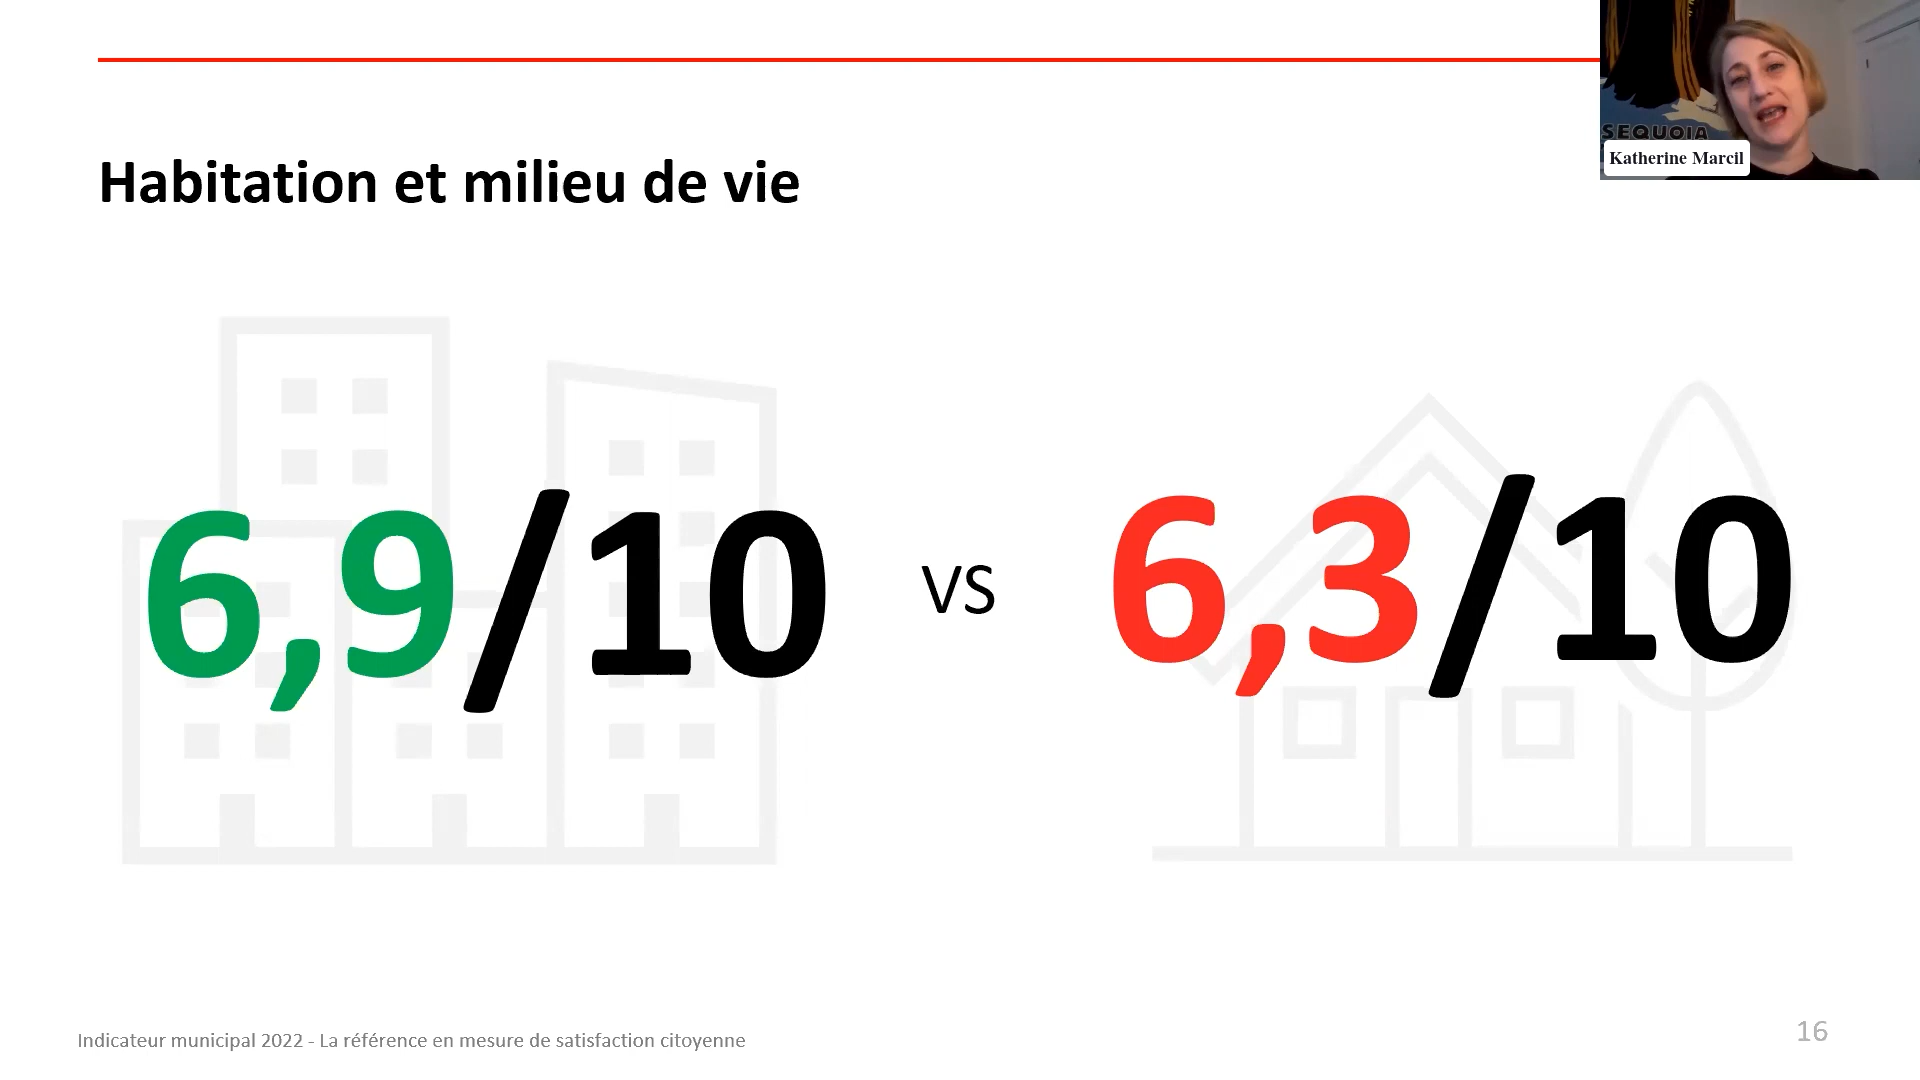 SEQUOIA
Katherine Marcil
Habitation et milieu de vie
6,9/10
VS
6,3/10
Indicateur municipal 2022 - La référence en mesure de satisfaction citoyenne
16